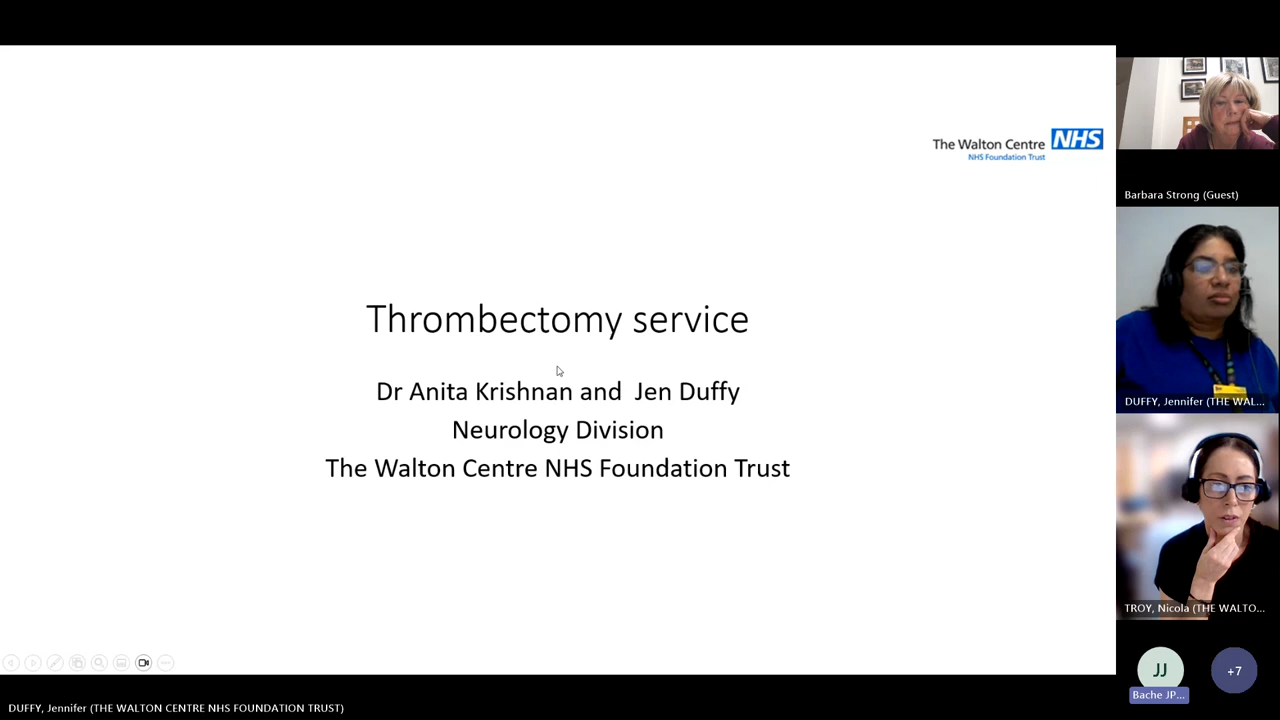 The Walton Centre NHS
NHS Foundation Trust
Thrombectomy service
Dr Anita Krishnan and Jen Duffy
Neurology Division
The Walton Centre NHS Foundation Trust
Barbara Strong (Guest)
DUFFY, Jennifer (THE WAL...
TROY, Nicola (THE WALTO...
JJ
+7
Bache JP...
DUFFY, Jennifer (THE WALTON CENTRE NHS FOUNDATION TRUST)